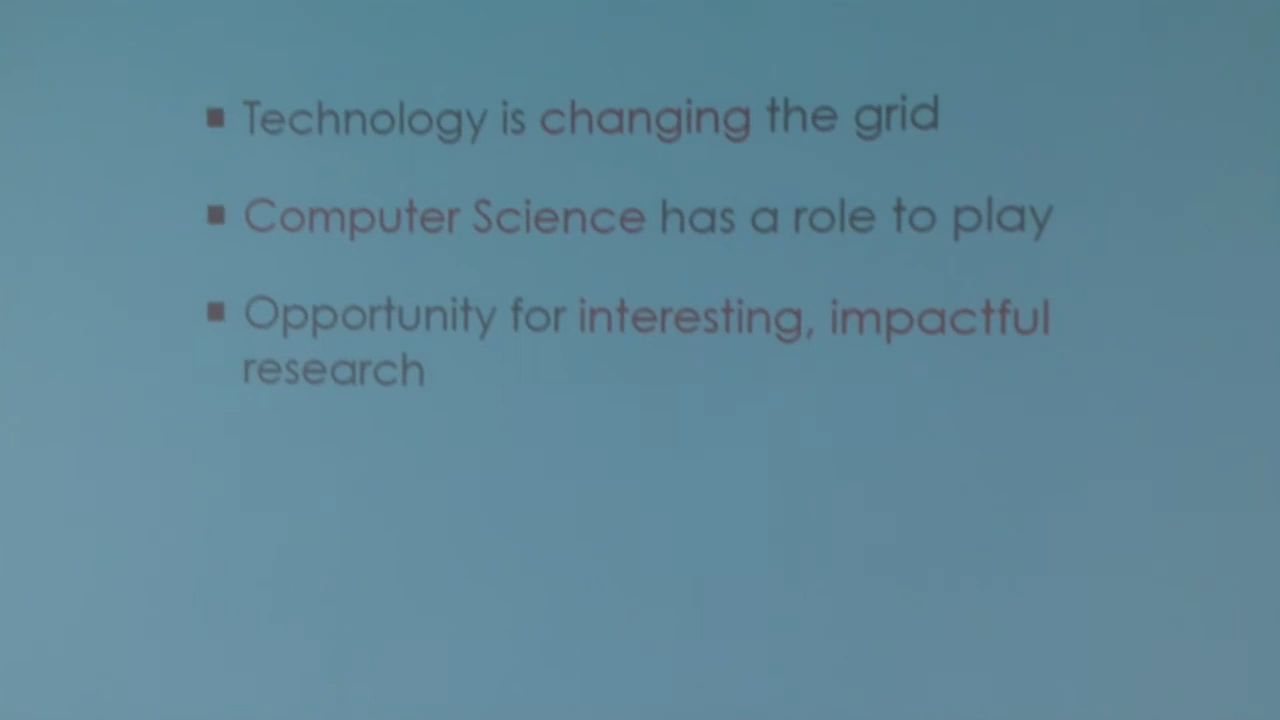 ▪ Technology is changing the grid
▪ Computer Science has a role to play
▪ Opportunity for interesting, impactful
research